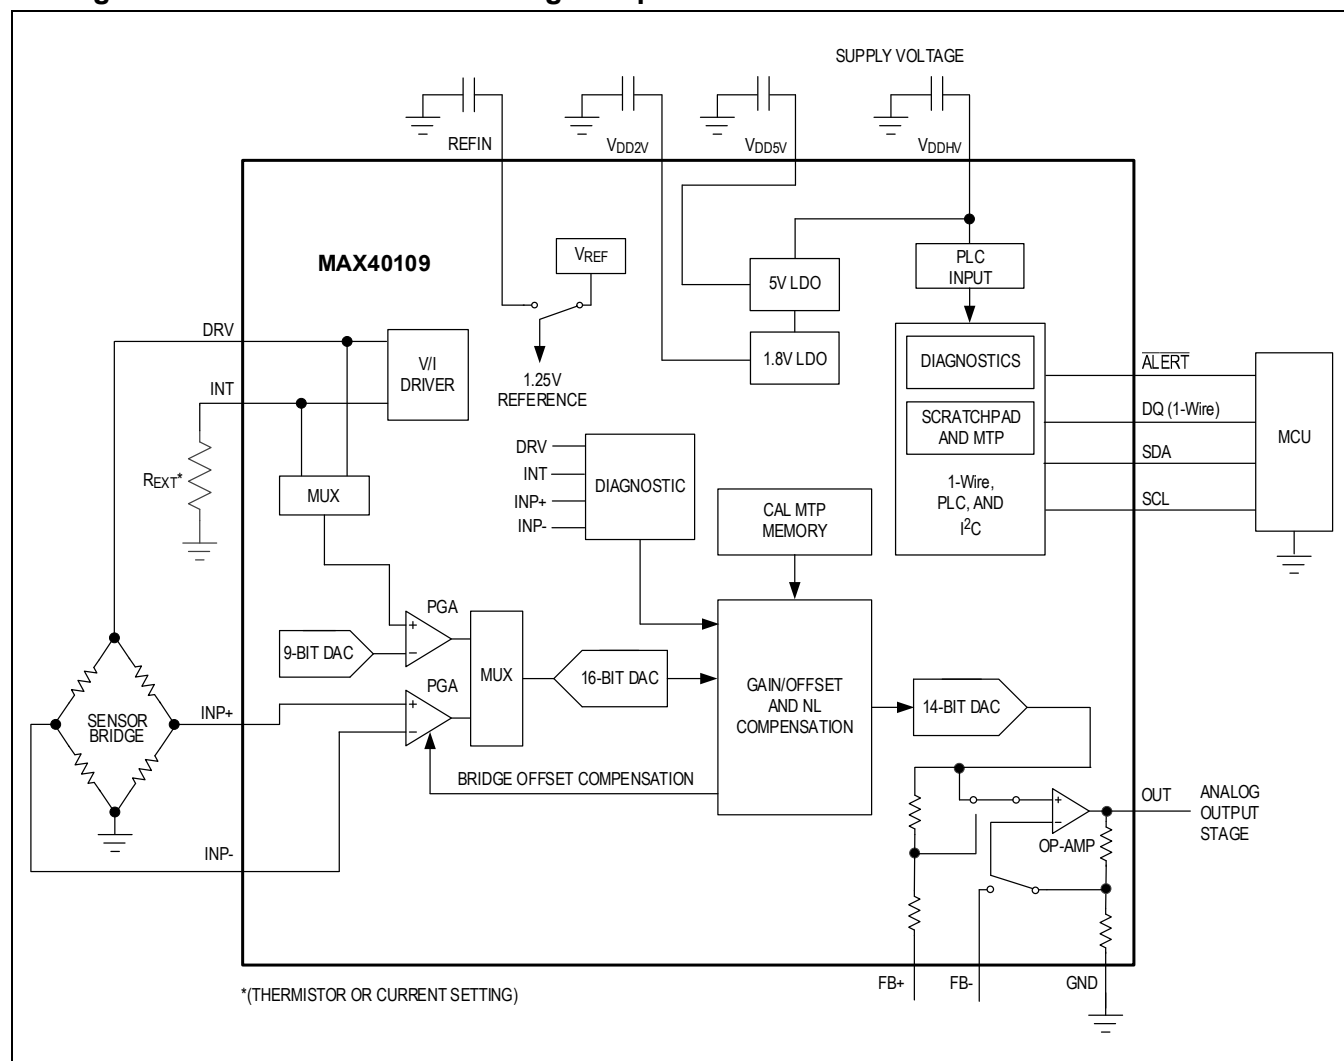 SUPPLY VOLTAGE
REFIN
VDD2V
VDD5V
VDDHV
MAX40109
VREF
5V LDO
PLC
INPUT
DRV
V/I
DRIVER
1.25V
REFERENCE
1.8V LDO
DIAGNOSTICS
ALERT
INT
SCRATCHPAD
AND MTP
DQ (1-Wire)
MCU
DRV
INT
INP+
INP-
DIAGNOSTIC
SDA
REXT*
MUX
CAL MTP
MEMORY
1-Wire,
PLC, AND
I2C
SCL
PGA
+
−
9-BIT DAC
MUX
16-BIT DAC
GAIN/OFFSET
AND NL
COMPENSATION
14-BIT DAC
PGA
+
−
SENSOR
BRIDGE
INP+
BRIDGE OFFSET COMPENSATION
+
−
OP-AMP
OUT
ANALOG
OUTPUT
STAGE
INP-
FB+
FB-
GND
*(THERMISTOR OR CURRENT SETTING)